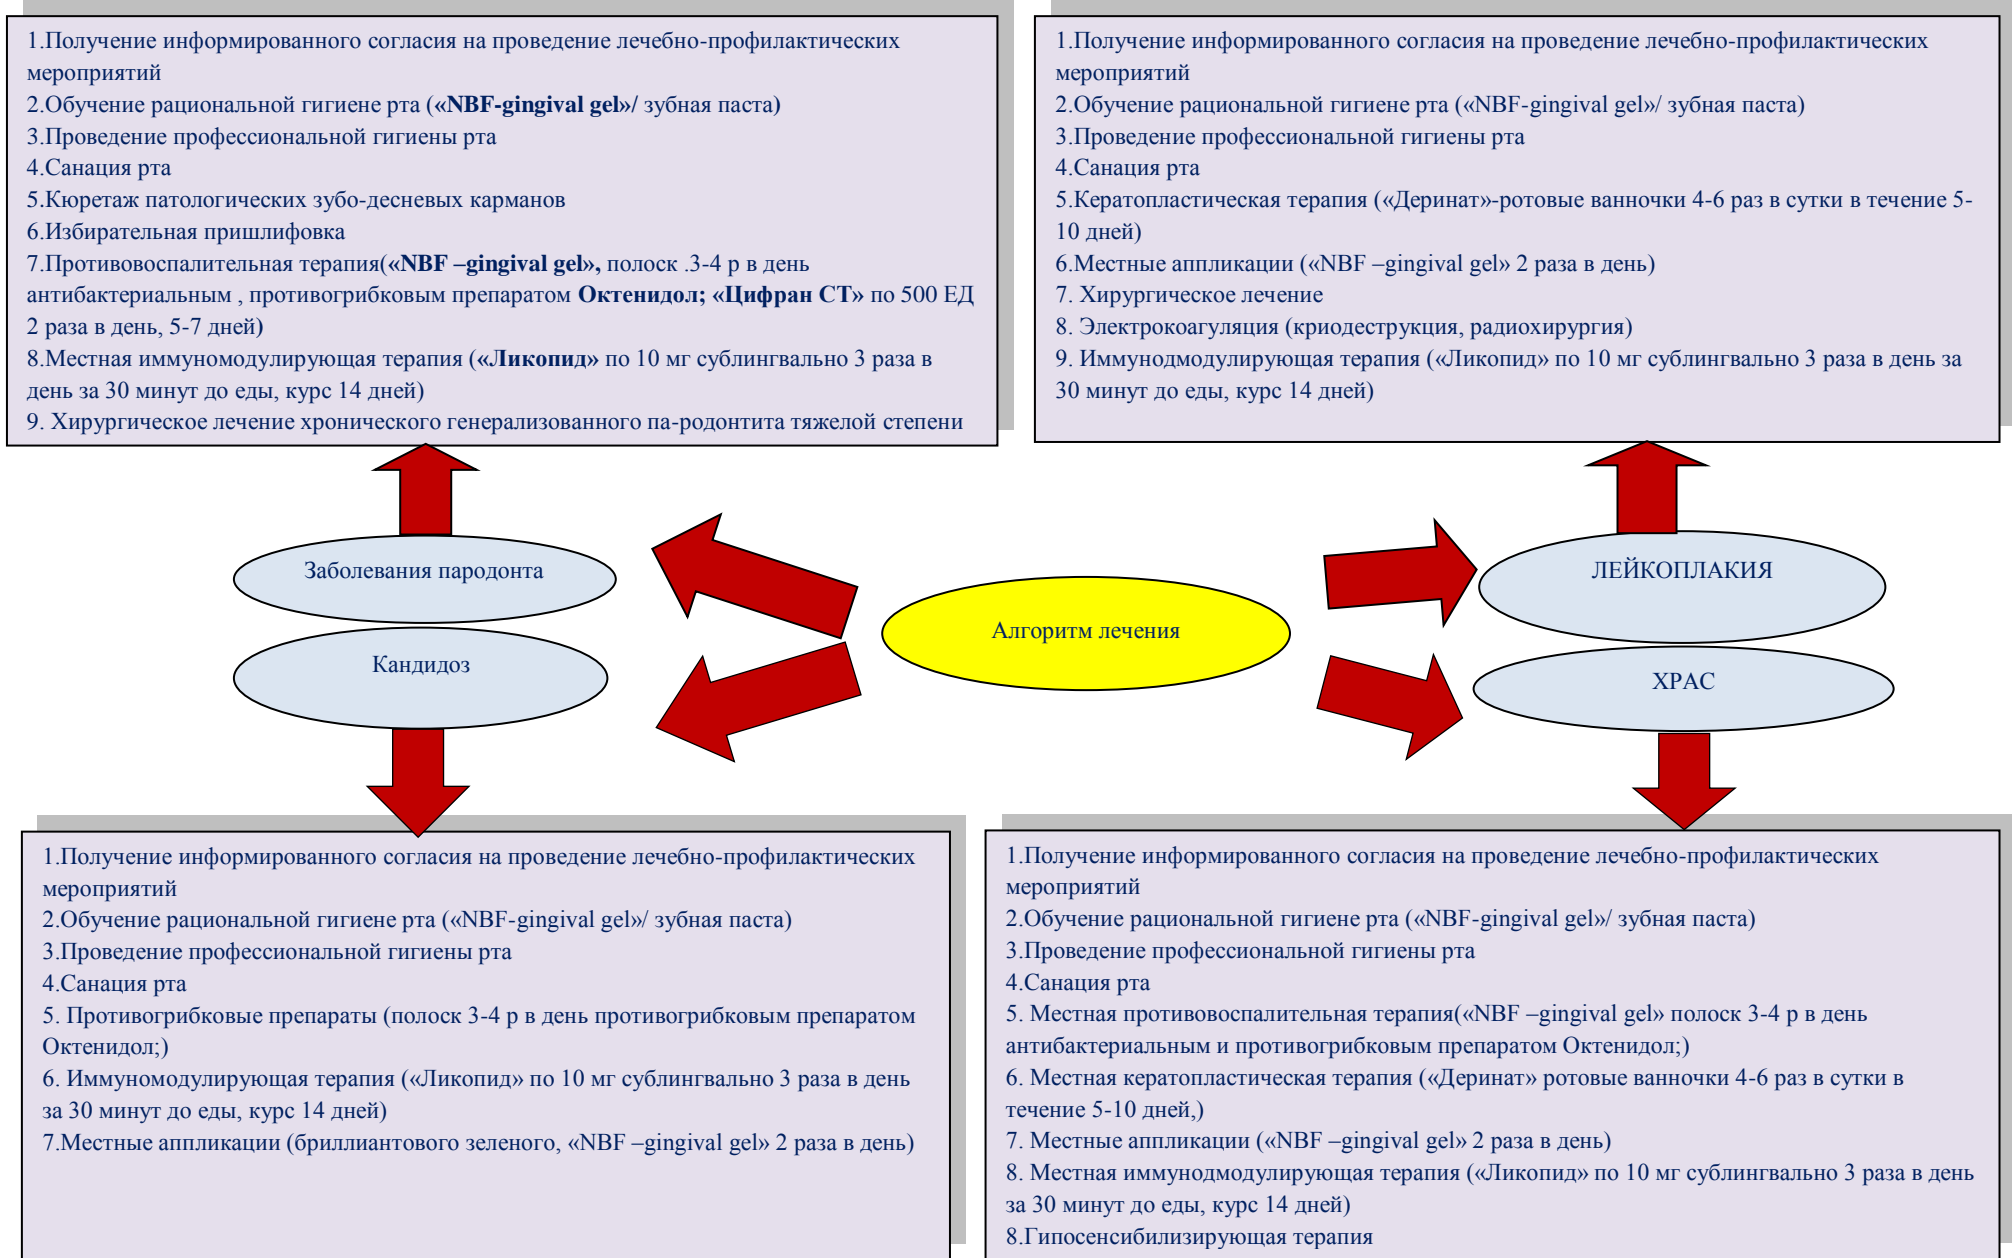 1.Получение информированного согласия на проведение лечебно-профилактических
мероприятий
2.Обучение рациональной гигиене рта («NBF-gingival gel»/ зубная паста)
3.Проведение профессиональной гигиены рта
4.Санация рта
5.Кюретаж патологических зубо-десневых карманов
6.Избирательная пришлифовка
7.Противовоспалительная терапия(«NBF –gingival gel», полоск .3-4 р в день
антибактериальным , противогрибковым препаратом Октенидол; «Цифран СТ» по 500 ЕД
2 раза в день, 5-7 дней)
8.Местная иммуномодулирующая терапия («Ликопид» по 10 мг сублингвально 3 раза в
день за 30 минут до еды, курс 14 дней)
9. Хирургическое лечение хронического генерализованного па-родонтита тяжелой степени
1.Получение информированного согласия на проведение лечебно-профилактических
мероприятий
2.Обучение рациональной гигиене рта («NBF-gingival gel»/ зубная паста)
3.Проведение профессиональной гигиены рта
4.Санация рта
5.Кератопластическая терапия («Деринат»-ротовые ванночки 4-6 раз в сутки в течение 5-
10 дней)
6.Местные аппликации («NBF –gingival gel» 2 раза в день)
7. Хирургическое лечение
8. Электрокоагуляция (криодеструкция, радиохирургия)
9. Иммунодмодулирующая терапия («Ликопид» по 10 мг сублингвально 3 раза в день за
30 минут до еды, курс 14 дней)
Заболевания пародонта
ЛЕЙКОПЛАКИЯ
Алгоритм лечения
Кандидоз
ХРАС
1.Получение информированного согласия на проведение лечебно-профилактических
мероприятий
2.Обучение рациональной гигиене рта («NBF-gingival gel»/ зубная паста)
3.Проведение профессиональной гигиены рта
4.Санация рта
5. Противогрибковые препараты (полоск 3-4 р в день противогрибковым препаратом
Октенидол;)
6. Иммуномодулирующая терапия («Ликопид» по 10 мг сублингвально 3 раза в день
за 30 минут до еды, курс 14 дней)
7.Местные аппликации (бриллиантового зеленого, «NBF –gingival gel» 2 раза в день)
1.Получение информированного согласия на проведение лечебно-профилактических
мероприятий
2.Обучение рациональной гигиене рта («NBF-gingival gel»/ зубная паста)
3.Проведение профессиональной гигиены рта
4.Санация рта
5. Местная противовоспалительная терапия(«NBF –gingival gel» полоск 3-4 р в день
антибактериальным и противогрибковым препаратом Октенидол;)
6. Местная кератопластическая терапия («Деринат» ротовые ванночки 4-6 раз в сутки в
течение 5-10 дней,)
7. Местные аппликации («NBF –gingival gel» 2 раза в день)
8. Местная иммунодмодулирующая терапия («Ликопид» по 10 мг сублингвально 3 раза в день
за 30 минут до еды, курс 14 дней)
8.Гипосенсибилизирующая терапия